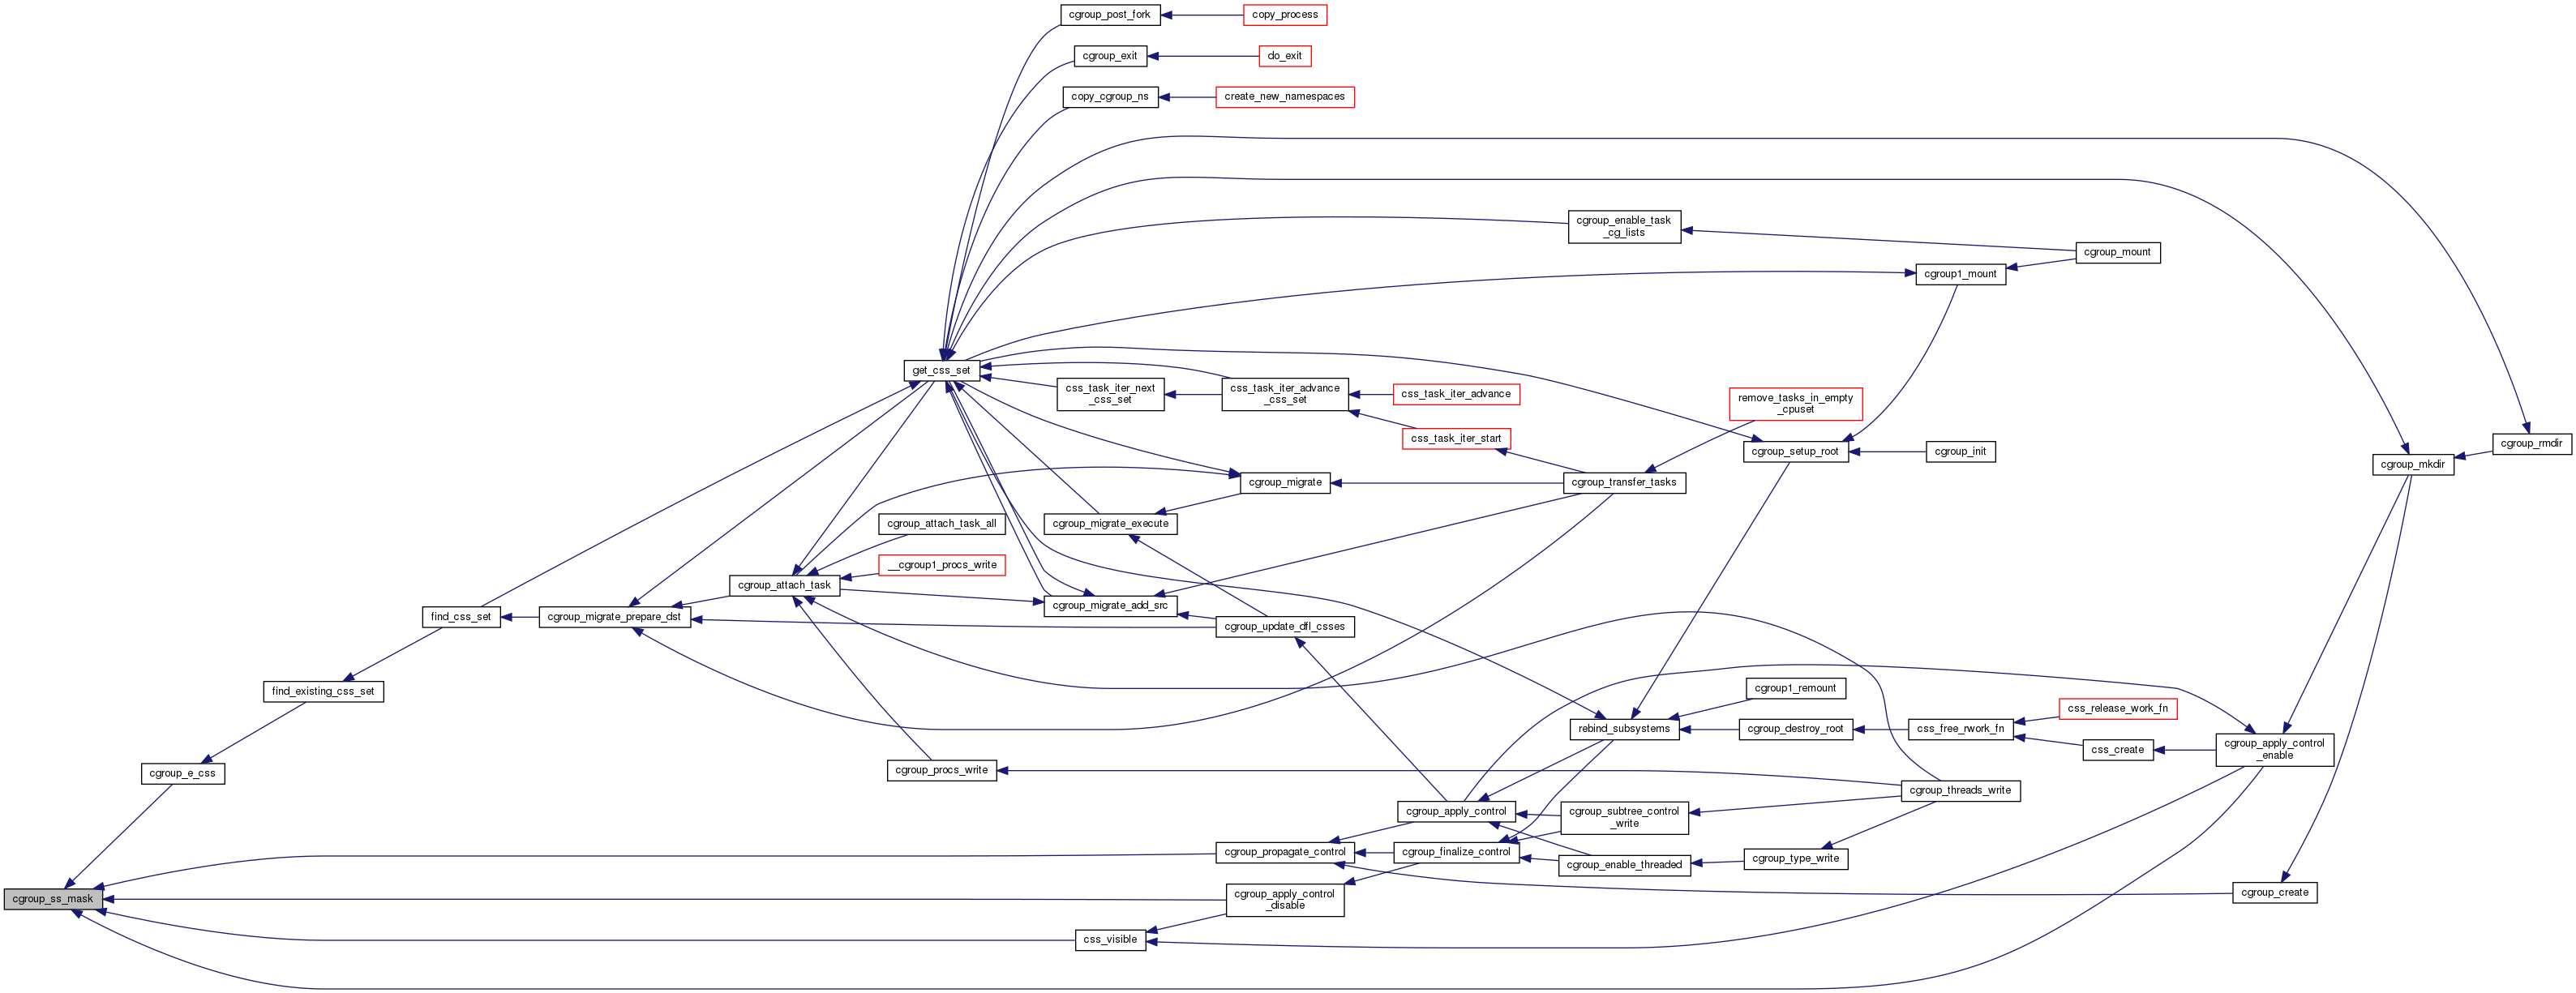 cgroup_post_fork
copy_process
cgroup_exit
do_exit
copy_cgroup_ns
create_new_namespaces
cgroup_enable_task
_cg_lists
cgroup_mount
cgroup1_mount
get_css_set
css_task_iter_next
_css_set
css_task_iter_advance
_css_set
css_task_iter_advance
remove_tasks_in_empty
_cpuset
css_task_iter_start
cgroup_setup_root
cgroup_init
cgroup_rmdir
cgroup_mkdir
cgroup_migrate
cgroup_transfer_tasks
cgroup_attach_task_all
cgroup_migrate_execute
__cgroup1_procs_write
cgroup_attach_task
cgroup_migrate_add_src
find_css_set
cgroup_migrate_prepare_dst
cgroup_update_dfl_csses
find_existing_css_set
cgroup1_remount
css_release_work_fn
rebind_subsystems
cgroup_destroy_root
css_free_rwork_fn
css_create
cgroup_apply_control
_enable
cgroup_e_css
cgroup_procs_write
cgroup_threads_write
cgroup_apply_control
cgroup_subtree_control
_write
cgroup_propagate_control
cgroup_finalize_control
cgroup_enable_threaded
cgroup_type_write
cgroup_ss_mask
cgroup_apply_control
_disable
cgroup_create
css_visible